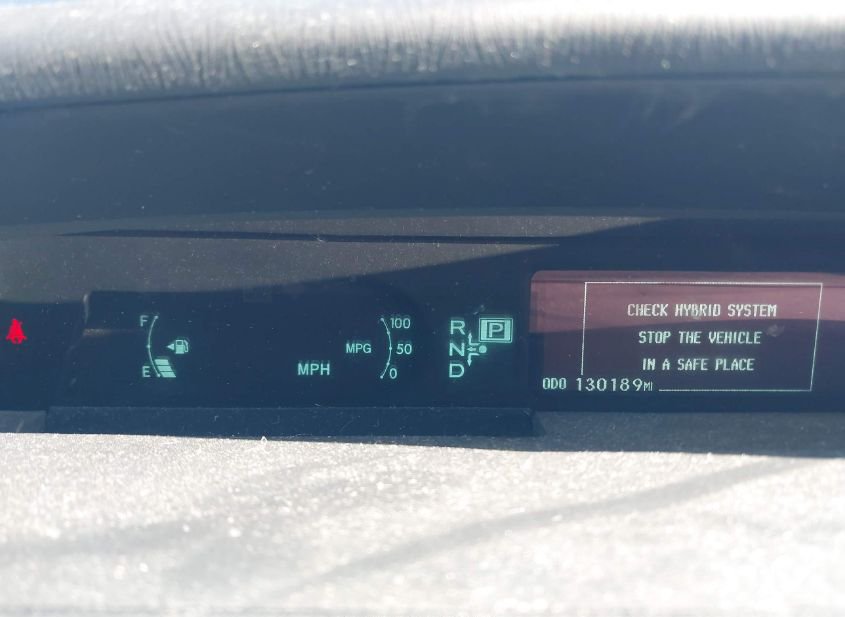 F
E
MPH
MPG
100
50
0
R
N
D
P
CHECK HYBRID SYSTEM
STOP THE VEHICLE
IN A SAFE PLACE
ODO 130189MI